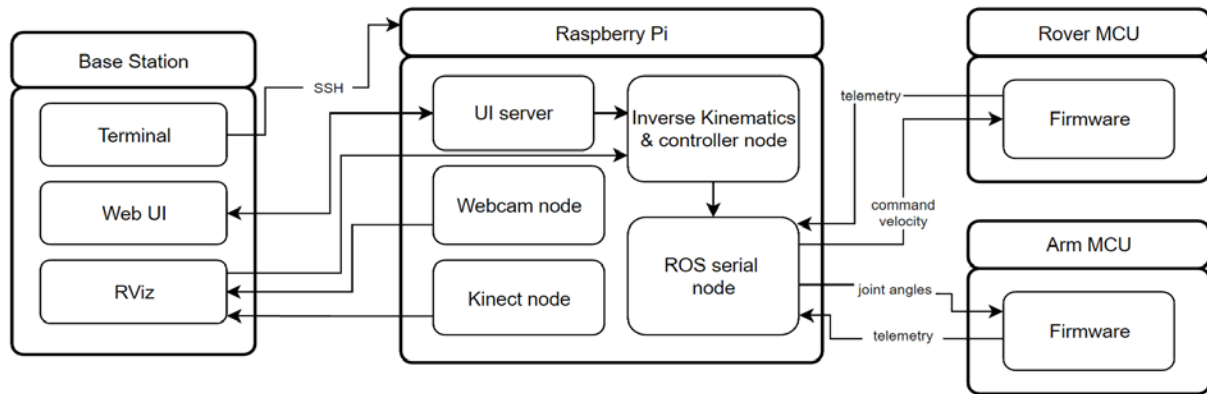 Base Station
Terminal
Web UI
RViz
SSH
Raspberry Pi
UI server
Inverse Kinematics
& controller node
Webcam node
Kinect node
ROS serial
node
telemetry
command
velocity
joint angles
telemetry
Rover MCU
Firmware
Arm MCU
Firmware